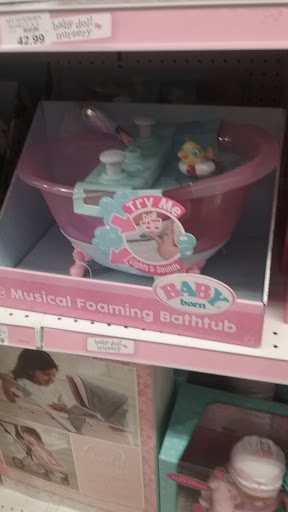 42.99
baby doll
nursery
Try Me
Lights & Sounds
BABY
born
Musical Foaming Bathtub
baby doll
nursery